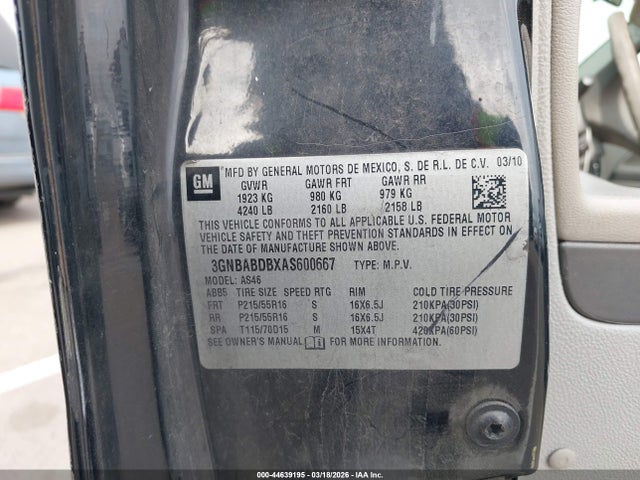 GM
MFD BY GENERAL MOTORS DE MEXICO, S. DE R.L. DE C.V. 03/10
GVWR GAWR FRT GAWR RR
1923 KG 980 KG 979 KG
4240 LB 2160 LB 2158 LB
THIS VEHICLE CONFORMS TO ALL APPLICABLE U.S. FEDERAL MOTOR
VEHICLE SAFETY AND THEFT PREVENTION STANDARDS IN EFFECT ON
THE DATE OF MANUFACTURE SHOWN ABOVE.
3GNBABDBXAS600667 TYPE: M.P.V.
MODEL: AS46
ABB5 TIRE SIZE SPEED RTG RIM COLD TIRE PRESSURE
FRT P215/55R16 S 16X6.5J 210KPA(30PSI)
RR P215/55R16 S 16X6.5J 210KPA(30PSI)
SPA T115/70D15 M 15X4T 420KPA(60PSI)
SEE OWNER'S MANUAL FOR MORE INFORMATION.
000-44639195 - 03/18/2026 - IAAI.COM